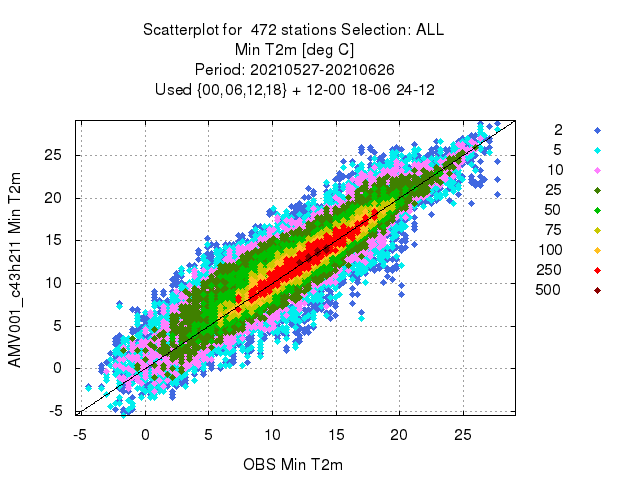 Scatterplot for 472 stations Selection: ALL
Min T2m [deg C]
Period: 20210527-20210626
Used {00,06,12,18} + 12-00 18-06 24-12
AMV001_c43h211 Min T2m
25
20
15
10
5
0
-5
-5 0 5 10 15 20 25
OBS Min T2m
2
5
10
25
50
75
100
250
500